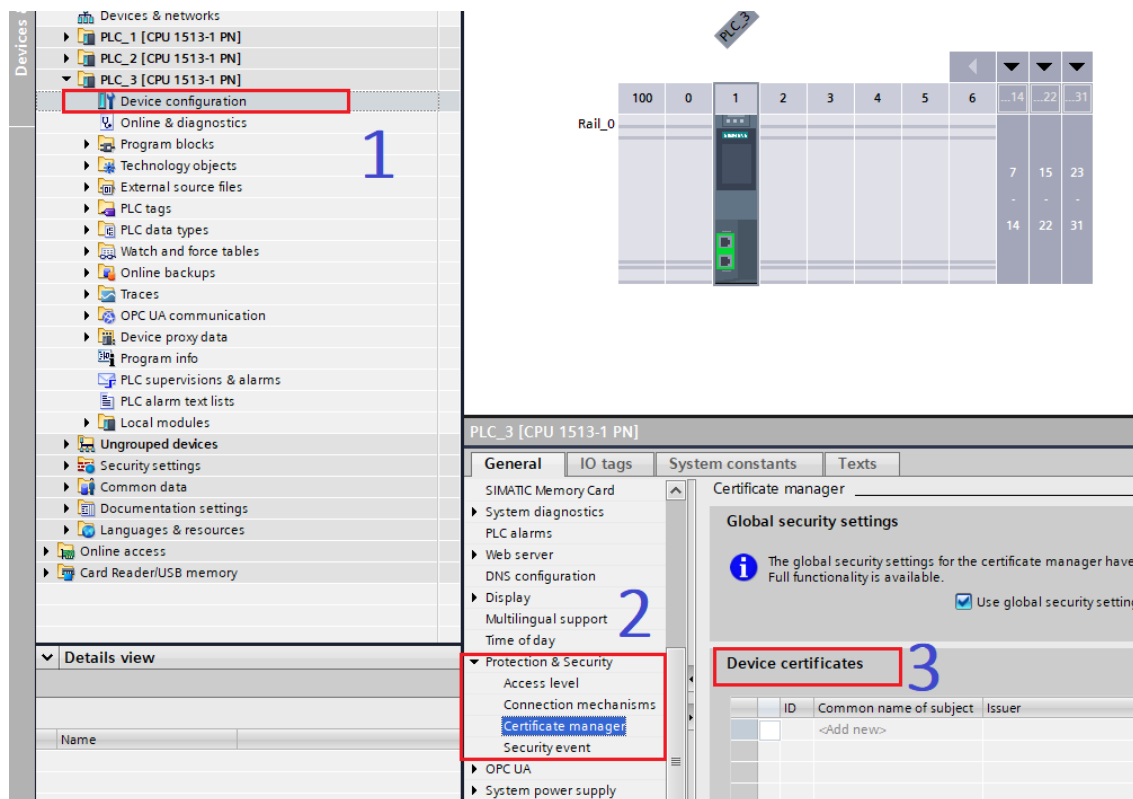 Devices &
Devices & networks
PLC_1 [CPU 1513-1 PN]
PLC_2 [CPU 1513-1 PN]
PLC_3 [CPU 1513-1 PN]
Device configuration
Online & diagnostics
Program blocks
Technology objects
External source files
PLC tags
PLC data types
Watch and force tables
Online backups
Traces
OPC UA communication
Device proxy data
Program info
PLC supervisions & alarms
PLC alarm text lists
Local modules
Ungrouped devices
Security settings
Common data
Documentation settings
Languages & resources
Online access
Card Reader/USB memory
1
Details view
Name
PLC_3
100 0 1 2 3 4 5 6 ...14 ...22 ...31
Rail_0
SIEMENS
7 15 23
- - -
14 22 31
PLC_3 [CPU 1513-1 PN]
General IO tags System constants Texts
SIMATIC Memory Card
System diagnostics
PLC alarms
Web server
DNS configuration
Display
Multilingual support
Time of day
Protection & Security
Access level
Connection mechanisms
Certificate manager
Security event
OPC UA
System power supply
2
Certificate manager
Global security settings
The global security settings for the certificate manager have
Full functionality is available.
Use global security setting
Device certificates
3
ID Common name of subject Issuer
<Add new>